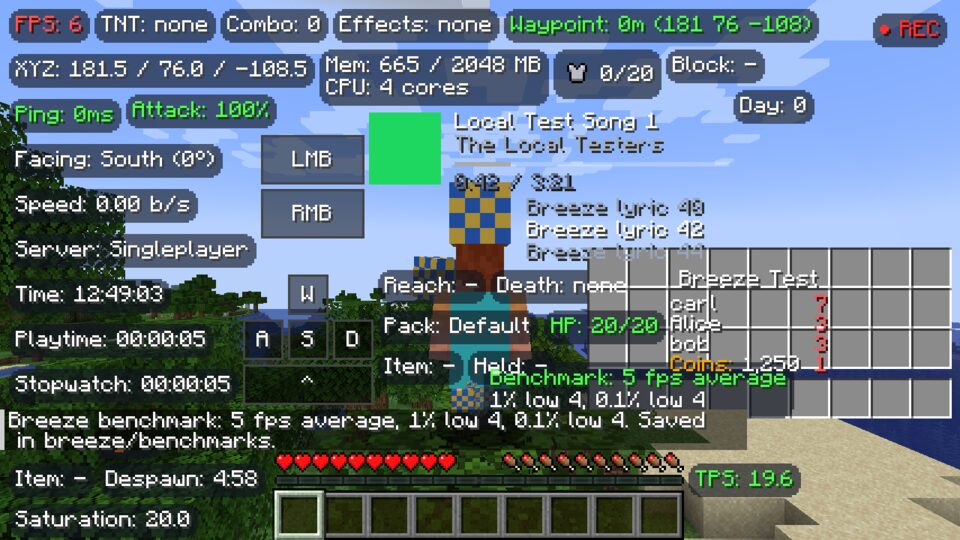 FPS: 6 TNT: none Combo: 0 Effects: none Waypoint: 0m (181 76 -108) • REC
XYZ: 181.5 / 76.0 / -108.5 Mem: 665 / 2048 MB 0/20 Block: -
CPU: 4 cores
Ping: 0ms Attack: 100% Day: 0
Local Test Song 1
Facing: South (0°) LMB The Local Testers
0:42 / 3:21
Speed: 0.00 b/s RMB Breeze lyric 40
Breeze lyric 42
Server: Singleplayer Breeze lyric 44
Breeze Test
Reach: - Death: none
Time: 12:49:03 W carl 7
Pack: Default HP: 20/20 Alice 3
Playtime: 00:00:05 A S D bob 3
Item: - Held: - Coins: 1,250 1
Stopwatch: 00:00:05 ^ Benchmark: 5 fps average
1% low 4, 0.1% low 4
Breeze benchmark: 5 fps average, 1% low 4, 0.1% low 4. Saved
in breeze/benchmarks.
Item: - Despawn: 4:58 TPS: 19.6
Saturation: 20.0